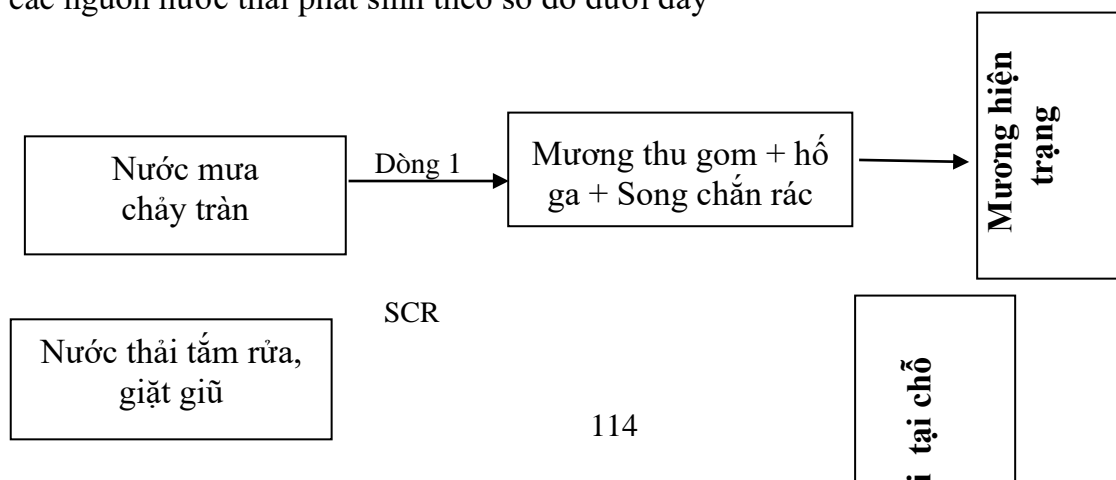 các nguồn nước thải phát sinh theo sơ đồ dưới đây
Nước mưa
chảy tràn
Dòng 1
Mương thu gom + hố
ga + Song chắn rác
Mương hiện
trạng
SCR
Nước thải tắm rửa,
giặt giũ
tại chỗ
114